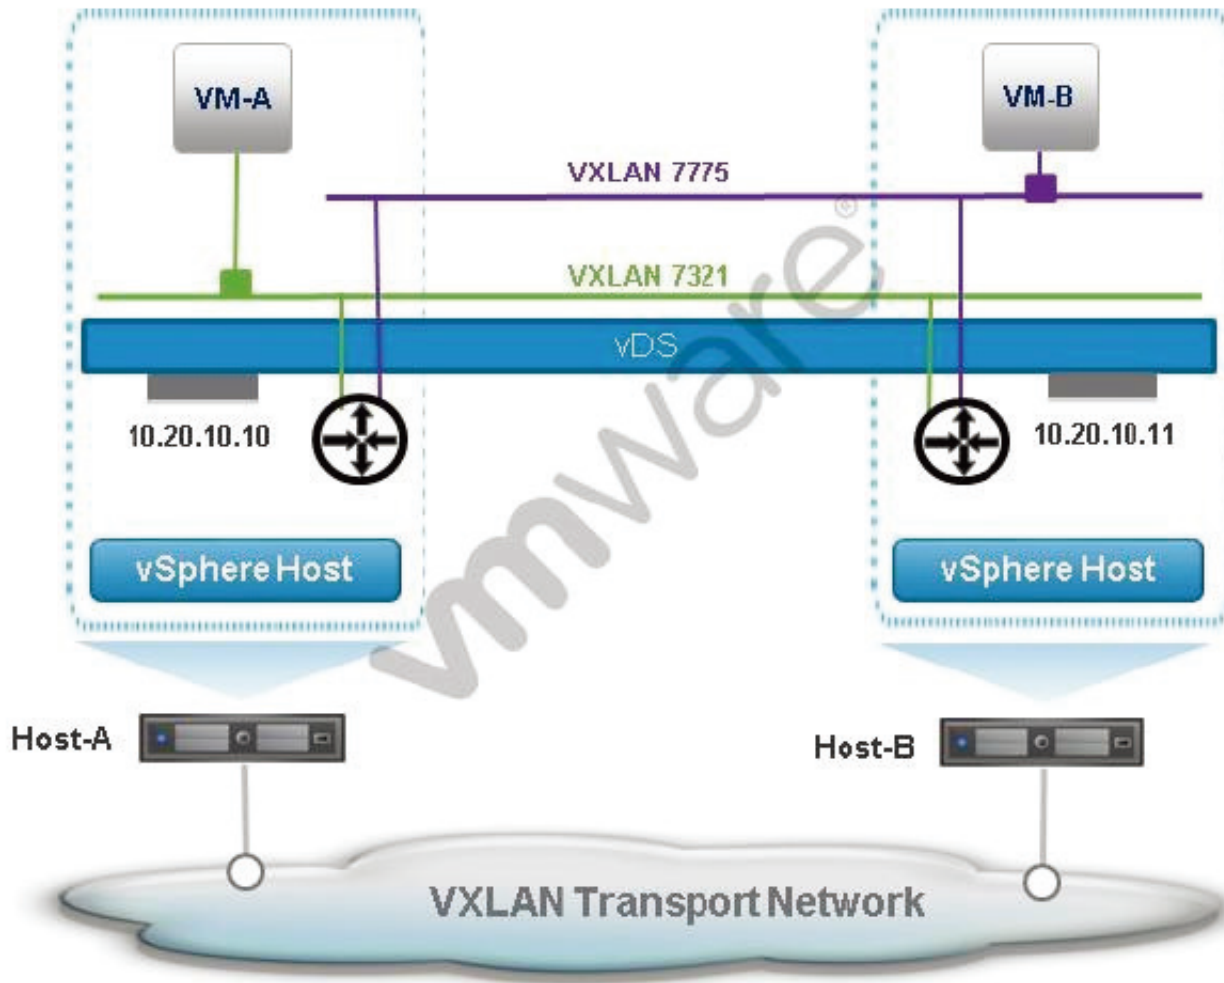 VM-A
VM-B
VXLAN 7775
VXLAN 7321
vDS
10.20.10.10
10.20.10.11
vSphere Host
vSphere Host
vmware®
Host-A
Host-B
VXLAN Transport Network